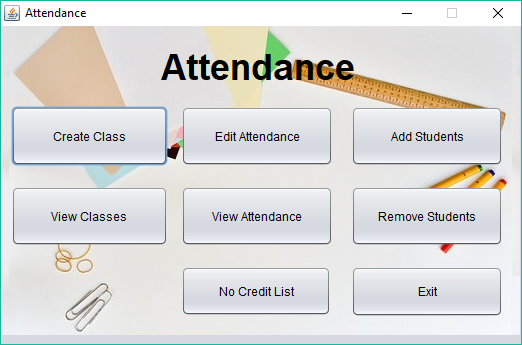 Attendance
Attendance
Create Class
Edit Attendance
Add Students
View Classes
View Attendance
Remove Students
No Credit List
Exit